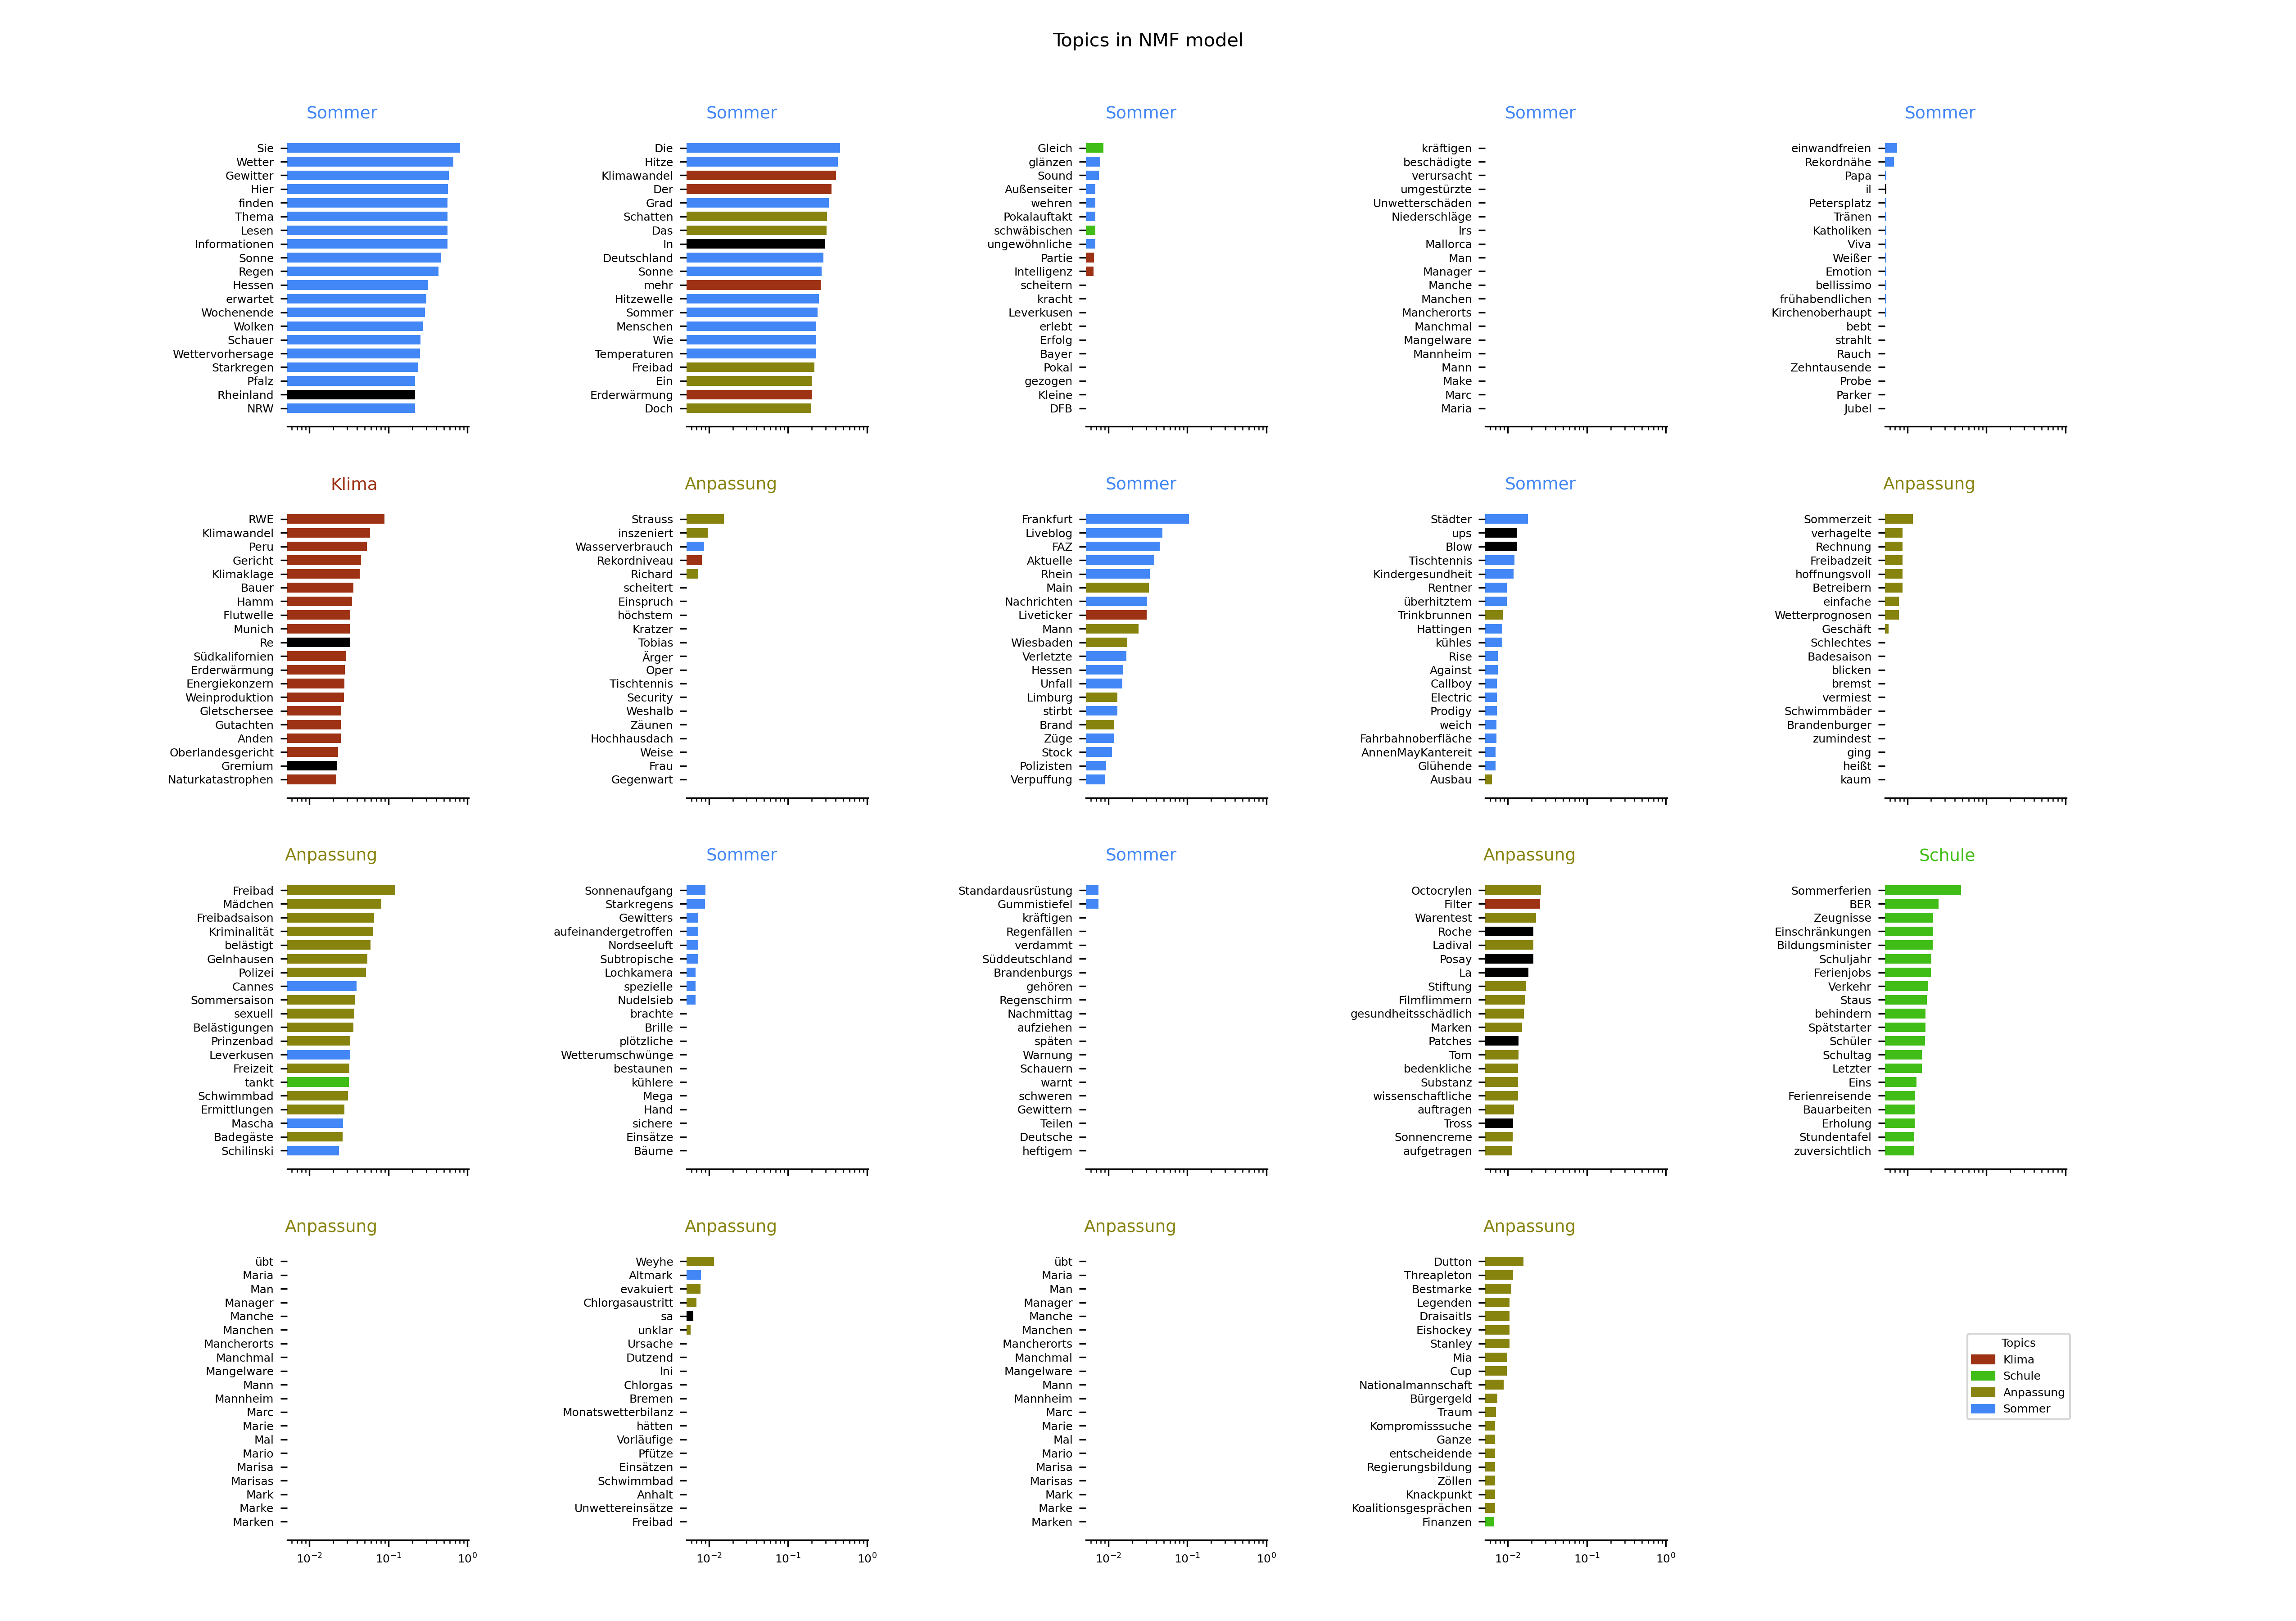 Topics in NMF model
Sommer
Sie
Wetter
Gewitter
Hier
finden
Thema
Lesen
Informationen
Sonne
Regen
Hessen
erwartet
Wochenende
Wolken
Schauer
Wettervorhersage
Starkregen
Pfalz
Rheinland
NRW
Sommer
Die
Hitze
Klimawandel
Der
Grad
Schatten
Das
In
Deutschland
Sonne
mehr
Hitzewelle
Sommer
Menschen
Wie
Temperaturen
Freibad
Ein
Erderwärmung
Doch
Sommer
Gleich
glänzen
Sound
Außenseiter
wehren
Pokalauftakt
schwäbischen
ungewöhnliche
Partie
Intelligenz
scheitern
kracht
Leverkusen
erlebt
Erfolg
Bayer
Pokal
gezogen
Kleine
DFB
Sommer
kräftigen
beschädigte
verursacht
umgestürzte
Unwetterschäden
Niederschläge
Irs
Mallorca
Man
Manager
Manche
Manchen
Mancherorts
Manchmal
Mangelware
Mannheim
Mann
Make
Marc
Maria
Sommer
einwandfreien
Rekordnähe
Papa
il
Petersplatz
Tränen
Katholiken
Viva
Weißer
Emotion
bellissimo
frühabendlichen
Kirchenoberhaupt
bebt
strahlt
Rauch
Zehntausende
Probe
Parker
Jubel
Klima
RWE
Klimawandel
Peru
Gericht
Klimaklage
Bauer
Hamm
Flutwelle
Munich
Re
Südkalifornien
Erderwärmung
Energiekonzern
Weinproduktion
Gletschersee
Gutachten
Anden
Oberlandesgericht
Gremium
Naturkatastrophen
Anpassung
Strauss
inszeniert
Wasserverbrauch
Rekordniveau
Richard
scheitert
Einspruch
höchstem
Kratzer
Tobias
Ärger
Oper
Tischtennis
Security
Weshalb
Zäunen
Hochhausdach
Weise
Frau
Gegenwart
Sommer
Frankfurt
Liveblog
FAZ
Aktuelle
Rhein
Main
Nachrichten
Liveticker
Mann
Wiesbaden
Verletzte
Hessen
Unfall
Limburg
stirbt
Brand
Züge
Stock
Polizisten
Verpuffung
Sommer
Städter
ups
Blow
Tischtennis
Kindergesundheit
Rentner
überhitztem
Trinkbrunnen
Hattingen
kühles
Rise
Against
Callboy
Electric
Prodigy
weich
Fahrbahnoberfläche
AnnenMayKantereit
Glühende
Ausbau
Anpassung
Sommerzeit
verhagelte
Rechnung
Freibadzeit
hoffnungsvoll
Betreibern
einfache
Wetterprognosen
Geschäft
Schlechtes
Badesaison
blicken
bremst
vermiest
Schwimmbäder
Brandenburger
zumindest
ging
heißt
kaum
Anpassung
Freibad
Mädchen
Freibadsaison
Kriminalität
belästigt
Gelnhausen
Polizei
Cannes
Sommersaison
sexuell
Belästigungen
Prinzenbad
Leverkusen
Freizeit
tankt
Schwimmbad
Ermittlungen
Mascha
Badegäste
Schilinski
Sommer
Sonnenaufgang
Starkregens
Gewitters
aufeinandergetroffen
Nordseeluft
Subtropische
Lochkamera
spezielle
Nudelsieb
brachte
Brille
plötzliche
Wetterumschwünge
bestaunen
kühlere
Mega
Hand
sichere
Einsätze
Bäume
Sommer
Standardausrüstung
Gummistiefel
kräftigen
Regenfällen
verdammt
Süddeutschland
Brandenburgs
gehören
Regenschirm
Nachmittag
aufziehen
späten
Warnung
Schauern
warnt
schweren
Gewittern
Teilen
Deutsche
heftigem
Anpassung
Octocrylen
Filter
Warentest
Roche
Ladival
Posay
La
Stiftung
Filmflimmern
gesundheitsschädlich
Marken
Patches
Tom
bedenkliche
Substanz
wissenschaftliche
auftragen
Tross
Sonnencreme
aufgetragen
Schule
Sommerferien
BER
Zeugnisse
Einschränkungen
Bildungsminister
Schuljahr
Ferienjobs
Verkehr
Staus
behindern
Spätstarter
Schüler
Schultag
Letzter
Eins
Ferienreisende
Bauarbeiten
Erholung
Stundentafel
zuversichtlich
Anpassung
übt
Maria
Man
Manager
Manche
Manchen
Mancherorts
Manchmal
Mangelware
Mann
Mannheim
Marc
Marie
Mal
Mario
Marisa
Marisas
Mark
Marke
Marken
10⁻² 10⁻¹ 10⁰
Anpassung
Weyhe
Altmark
evakuiert
Chlorgasaustritt
sa
unklar
Ursache
Dutzend
Ini
Chlorgas
Bremen
Monatswetterbilanz
hätten
Vorläufige
Pfütze
Einsätzen
Schwimmbad
Anhalt
Unwettereinsätze
Freibad
10⁻² 10⁻¹ 10⁰
Anpassung
übt
Maria
Man
Manager
Manche
Manchen
Mancherorts
Manchmal
Mangelware
Mann
Mannheim
Marc
Marie
Mal
Mario
Marisa
Marisas
Mark
Marke
Marken
10⁻² 10⁻¹ 10⁰
Anpassung
Dutton
Threapleton
Bestmarke
Legenden
Draisaitls
Eishockey
Stanley
Mia
Cup
Nationalmannschaft
Bürgergeld
Traum
Kompromisssuche
Ganze
entscheidende
Regierungsbildung
Zöllen
Knackpunkt
Koalitionsgesprächen
Finanzen
10⁻² 10⁻¹ 10⁰
Topics
Klima
Schule
Anpassung
Sommer